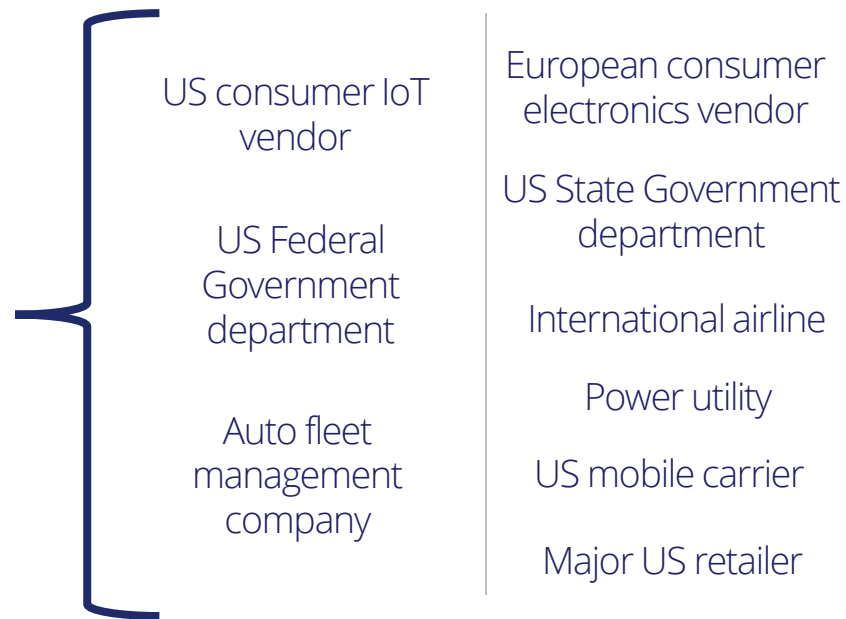 US consumer IoT
vendor
US Federal
Government
department
Auto fleet
management
company
European consumer
electronics vendor
US State Government
department
International airline
Power utility
US mobile carrier
Major US retailer